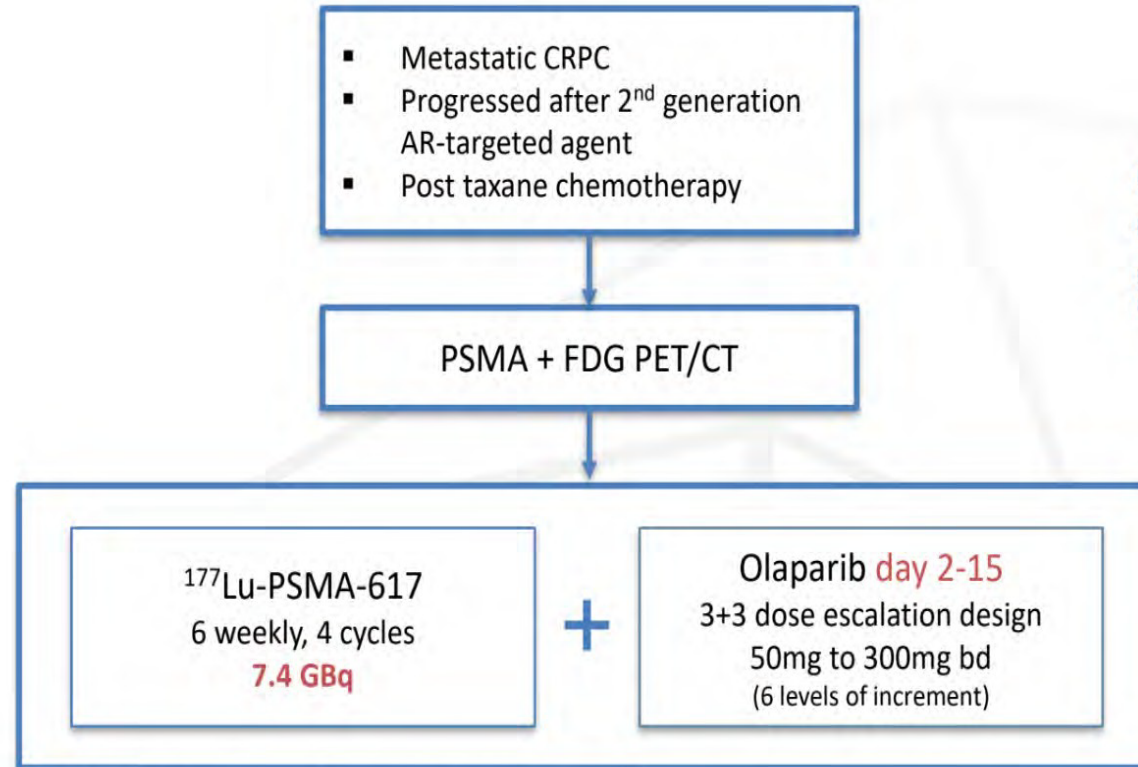 ▪ Metastatic CRPC
▪ Progressed after 2nd generation
AR-targeted agent
▪ Post taxane chemotherapy
PSMA + FDG PET/CT
177Lu-PSMA-617
6 weekly, 4 cycles
7.4 GBq
+
Olaparib day 2-15
3+3 dose escalation design
50mg to 300mg bd
(6 levels of increment)